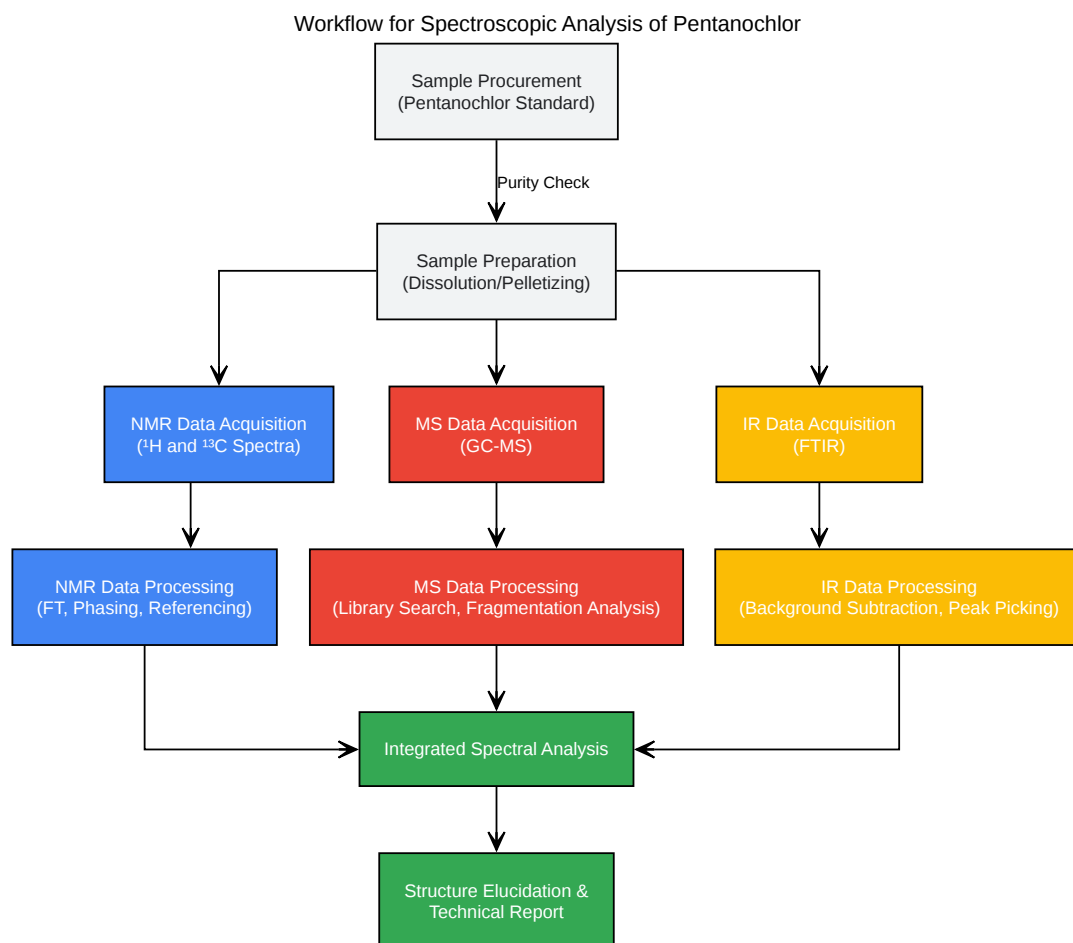 Workflow for Spectroscopic Analysis of Pentanochlor
Sample Procurement
(Pentanochlor Standard)
Purity Check
Sample Preparation
(Dissolution/Pelletizing)
NMR Data Acquisition
(¹H and ¹³C Spectra)
MS Data Acquisition
(GC-MS)
IR Data Acquisition
(FTIR)
NMR Data Processing
(FT, Phasing, Referencing)
MS Data Processing
(Library Search, Fragmentation Analysis)
IR Data Processing
(Background Subtraction, Peak Picking)
Integrated Spectral Analysis
Structure Elucidation &
Technical Report